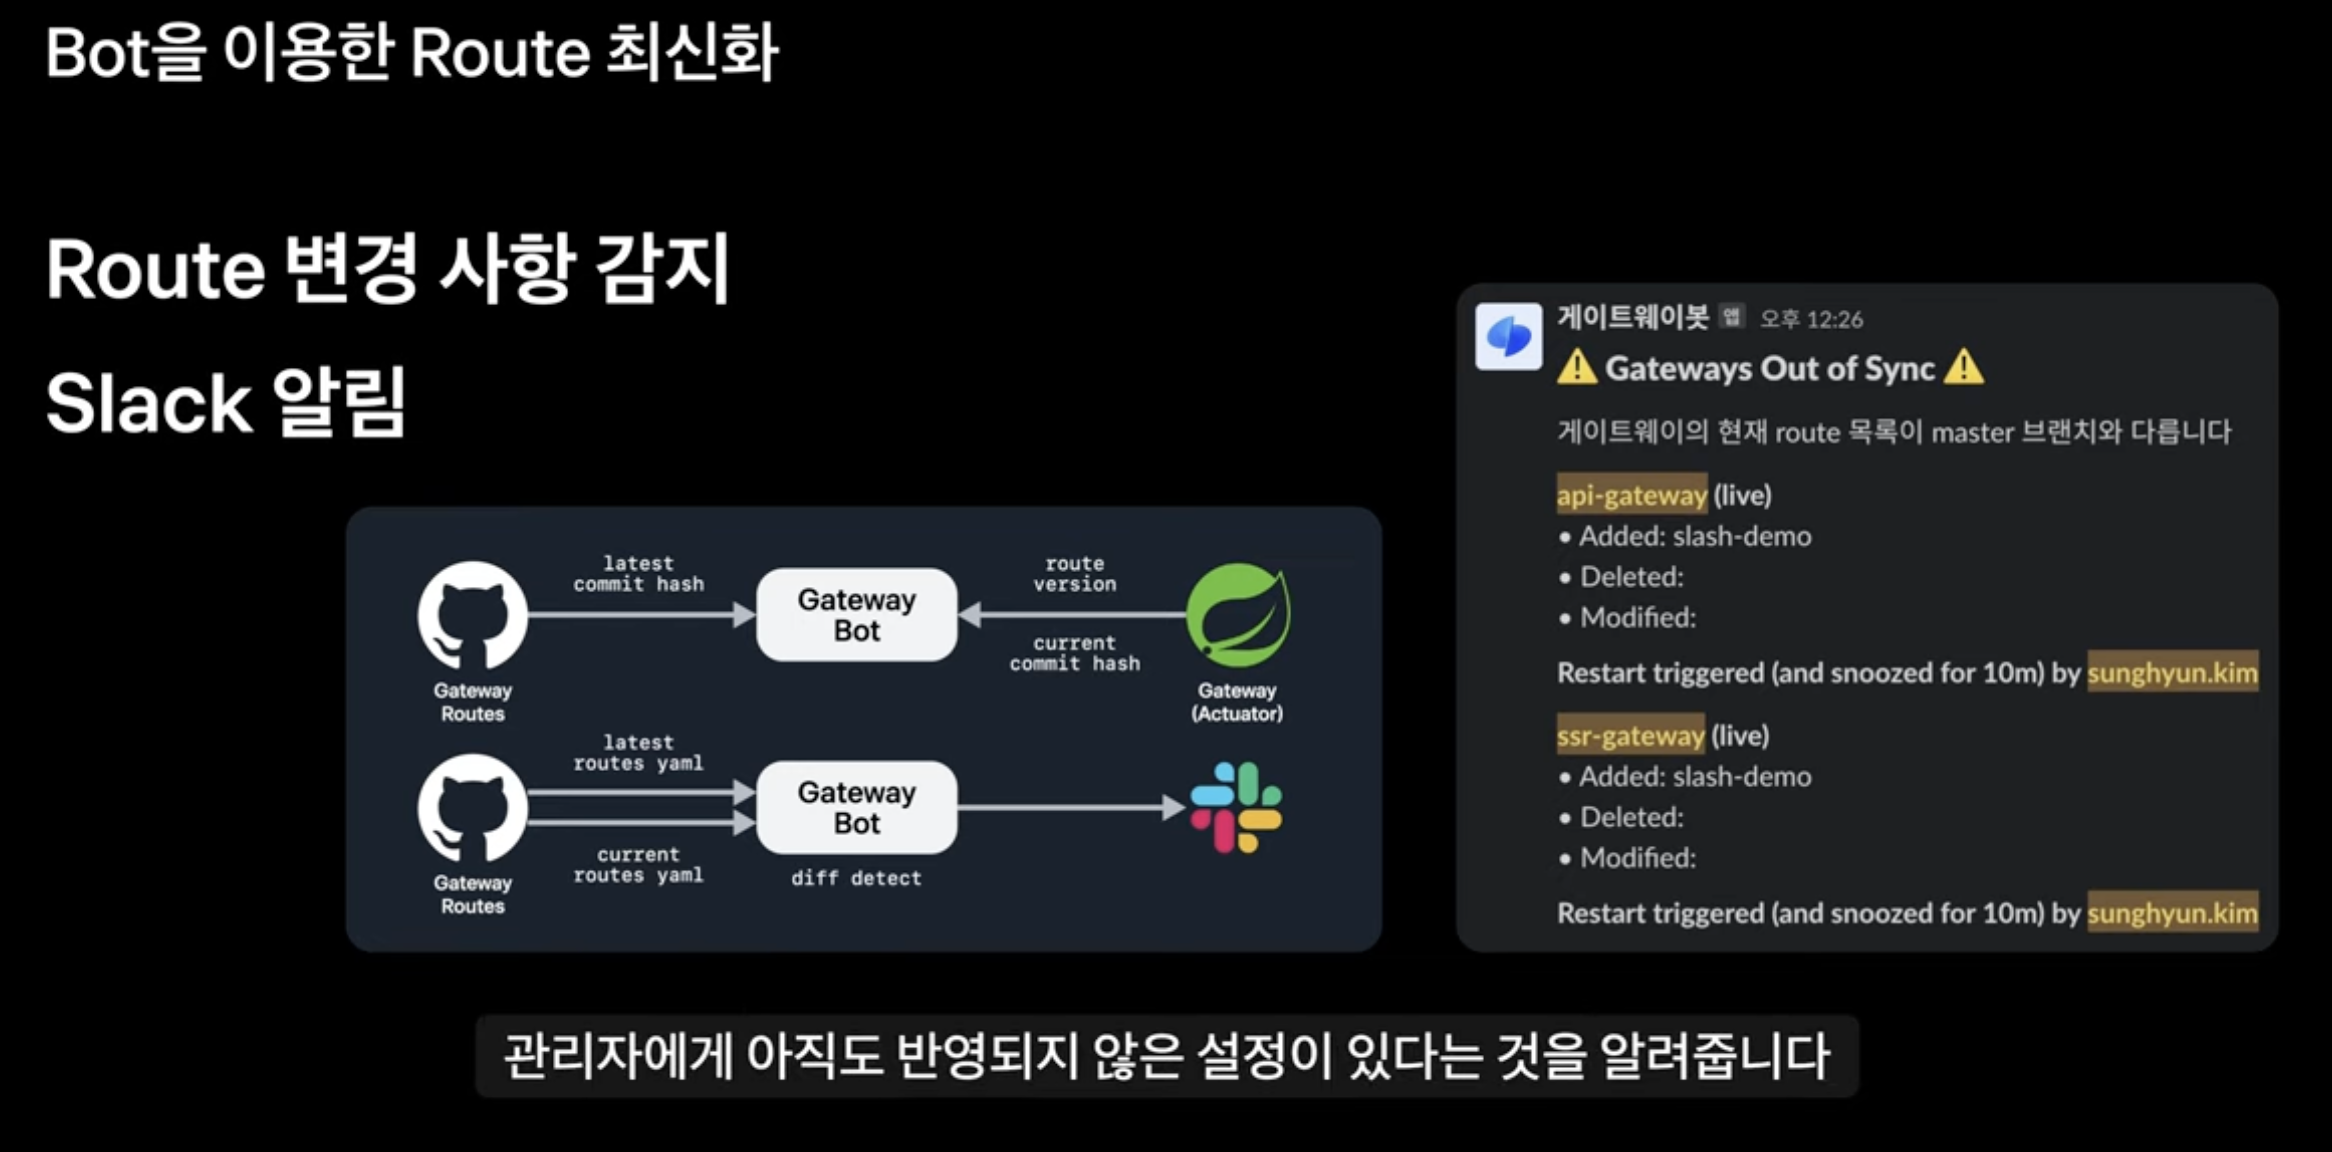 Bot을 이용한 Route 최신화
Route 변경 사항 감지
Slack 알림
latest
commit hash
Gateway
Bot
route
version
current
commit hash
Gateway
Routes
Gateway
(Actuator)
latest
routes yaml
Gateway
Bot
current
routes yaml
diff detect
Gateway
Routes
게이트웨이봇 앱 오후 12:26
⚠️ Gateways Out of Sync ⚠️
게이트웨이의 현재 route 목록이 master 브랜치와 다릅니다
api-gateway (live)
• Added: slash-demo
• Deleted:
• Modified:
Restart triggered (and snoozed for 10m) by sunghyun.kim
ssr-gateway (live)
• Added: slash-demo
• Deleted:
• Modified:
Restart triggered (and snoozed for 10m) by sunghyun.kim
관리자에게 아직도 반영되지 않은 설정이 있다는 것을 알려줍니다